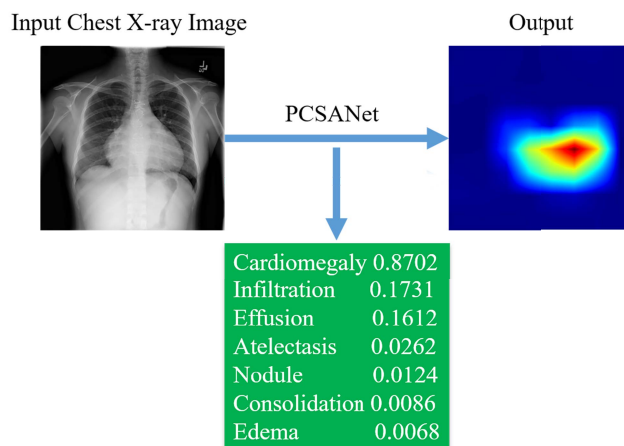 Input Chest X-ray Image
Output
PCSANet
Cardiomegaly 0.8702
Infiltration 0.1731
Effusion 0.1612
Atelectasis 0.0262
Nodule 0.0124
Consolidation 0.0086
Edema 0.0068